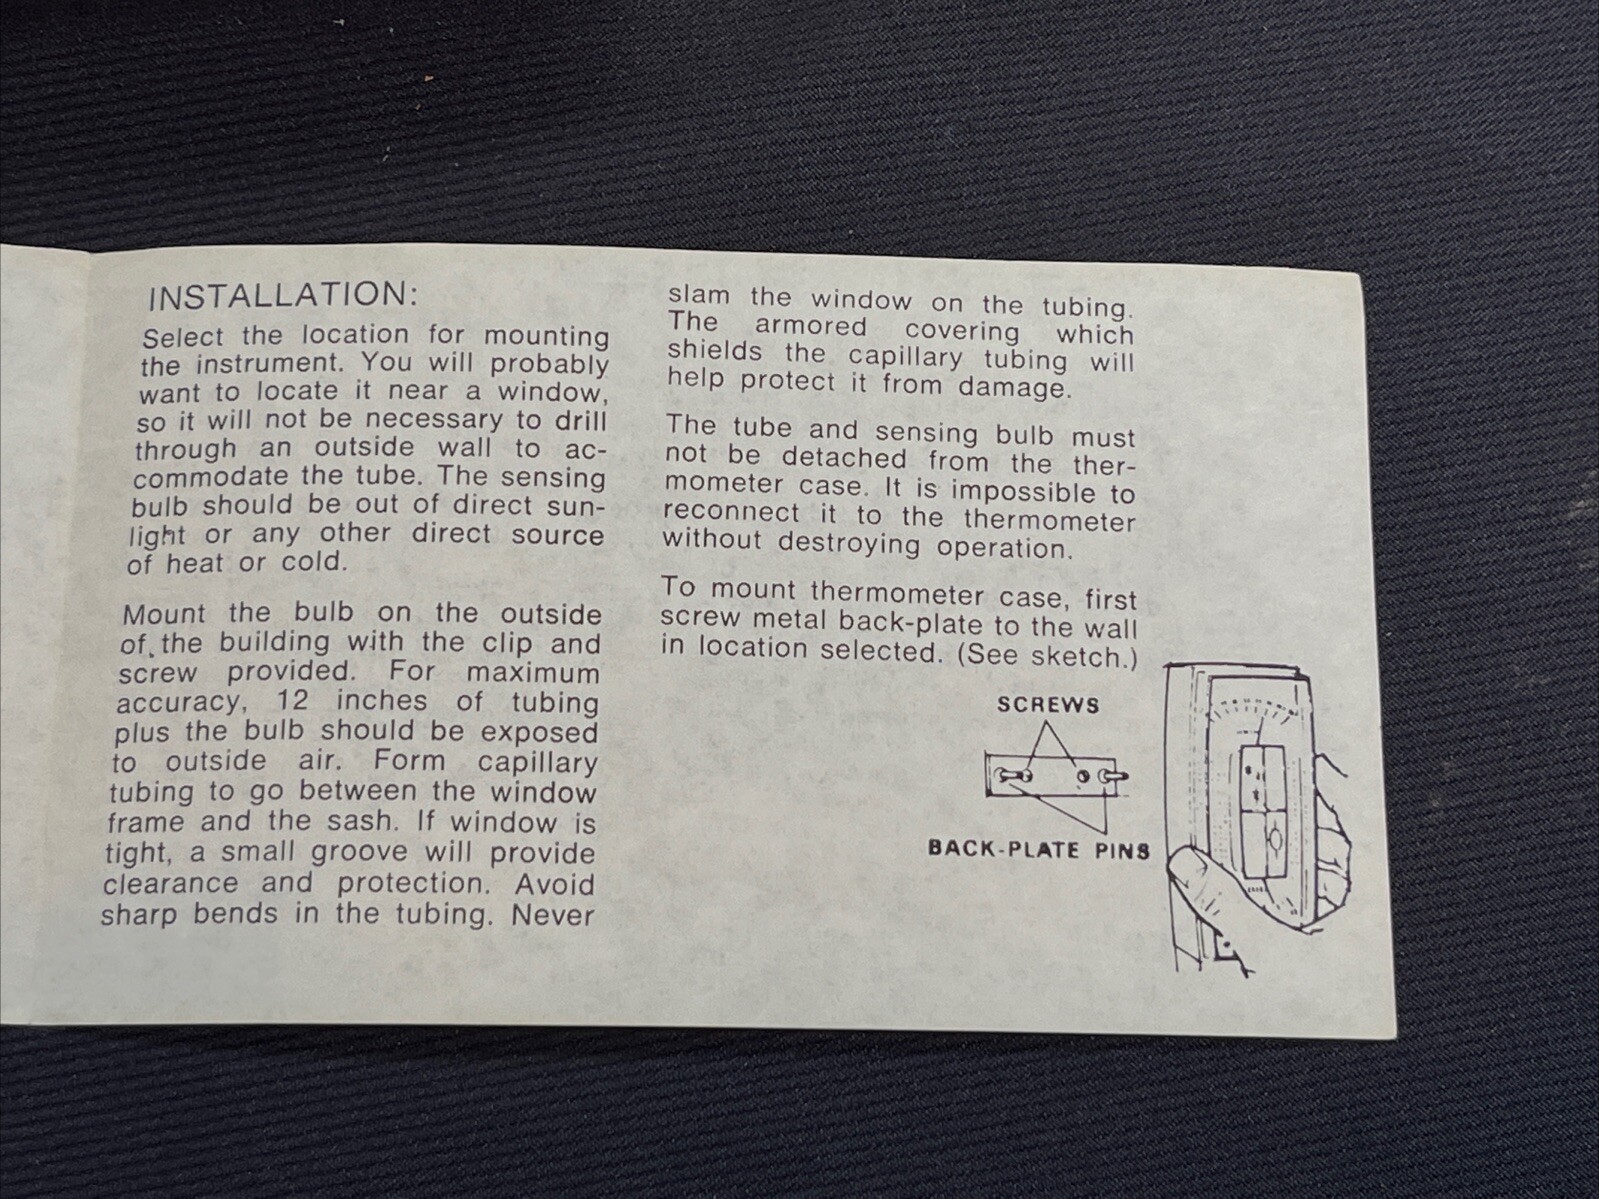 INSTALLATION:
Select the location for mounting
the instrument. You will probably
want to locate it near a window,
so it will not be necessary to drill
through an outside wall to ac-
commodate the tube. The sensing
bulb should be out of direct sun-
light or any other direct source
of heat or cold.
Mount the bulb on the outside
of the building with the clip and
screw provided. For maximum
accuracy, 12 inches of tubing
plus the bulb should be exposed
to outside air. Form capillary
tubing to go between the window
frame and the sash. If window is
tight, a small groove will provide
clearance and protection. Avoid
sharp bends in the tubing. Never
slam the window on the tubing.
The armored covering which
shields the capillary tubing will
help protect it from damage.
The tube and sensing bulb must
not be detached from the ther-
mometer case. It is impossible to
reconnect it to the thermometer
without destroying operation.
To mount thermometer case, first
screw metal back-plate to the wall
in location selected. (See sketch.)
SCREWS
BACK-PLATE PINS